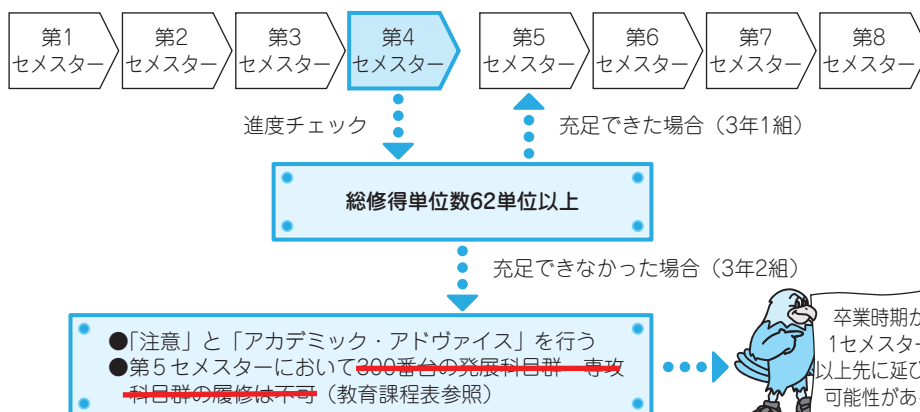 第1
セメスター
第2
セメスター
第3
セメスター
第4
セメスター
第5
セメスター
第6
セメスター
第7
セメスター
第8
セメスター
進度チェック
充足できた場合（3年1組）
総修得単位数62単位以上
充足できなかった場合（3年2組）
●「注意」と「アカデミック・アドヴァイス」を行う
●第5セメスターにおいて300番台の発展科目群 専攻
科目群の履修は不可（教育課程表参照）
卒業時期が
1セメスター
以上先に延び
可能性があ